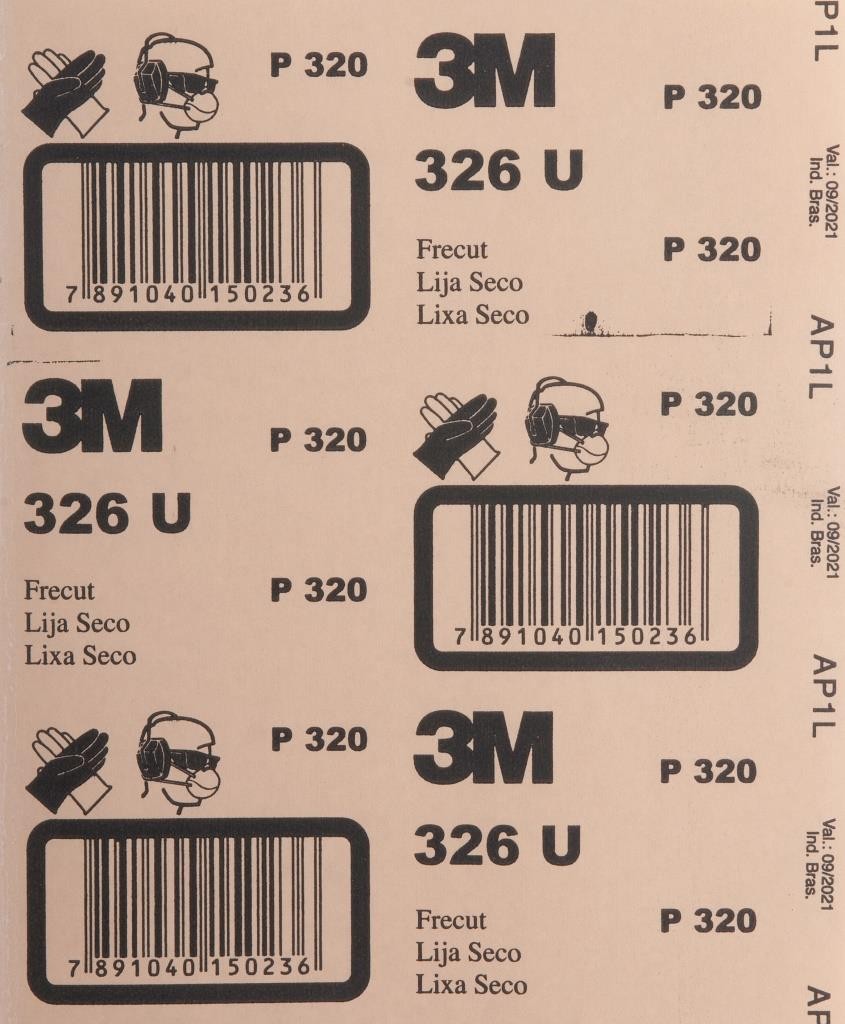 P 320
3M
P 320
326 U
Frecut
P 320
Lija Seco
Lixa Seco
7 891040 150236
3M
P 320
326 U
Frecut
P 320
Lija Seco
Lixa Seco
P 320
7 891040 150236
P 320
7 891040 150236
3M
P 320
326 U
Frecut
P 320
Lija Seco
Lixa Seco
P1L
Val.: 09/2021
Ind. Bras.
AP1L
Val.: 09/2021
Ind. Bras.
AP1L
Val.: 09/2021
Ind. Bras.
AP